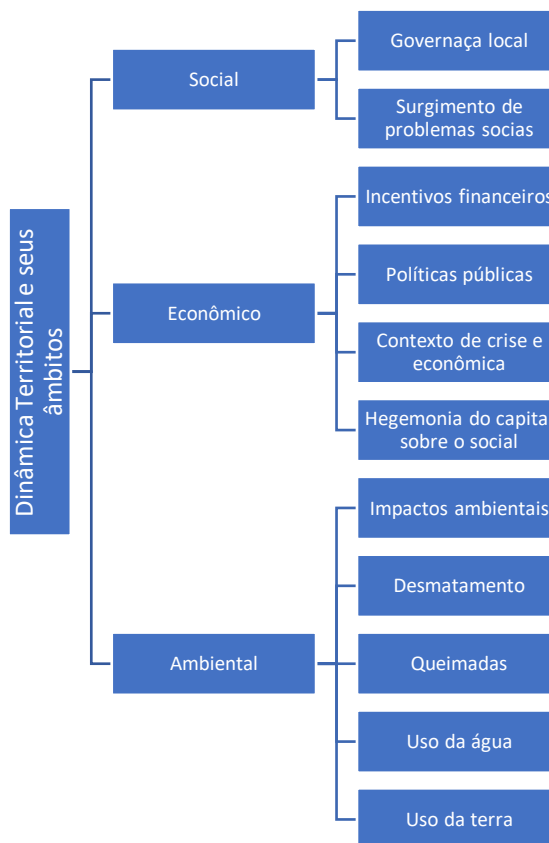 Dinâmica Territorial e seus
âmbitos
Social
Governaça local
Surgimento de
problemas socias
Econômico
Incentivos financeiros
Políticas públicas
Contexto de crise e
econômica
Hegemonia do capital
sobre o social
Ambiental
Impactos ambientais
Desmatamento
Queimadas
Uso da água
Uso da terra